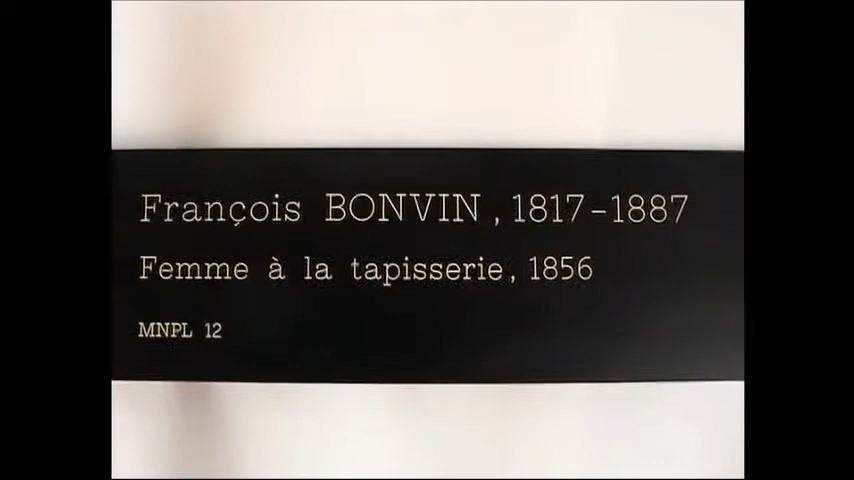 François BONVIN, 1817-1887
Femme à la tapisserie, 1856
MNPL 12